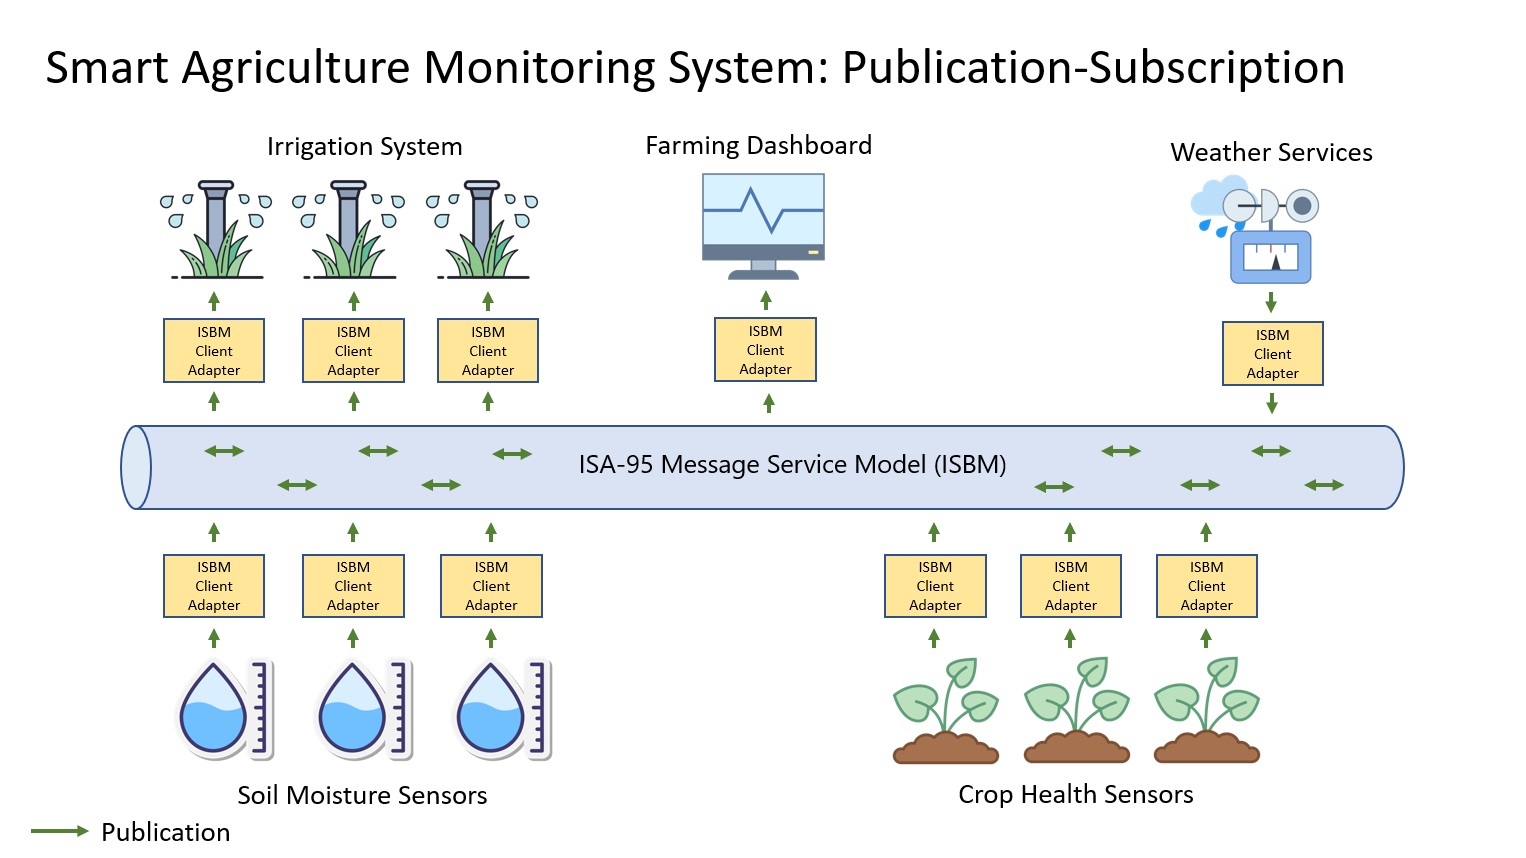 Smart Agriculture Monitoring System: Publication-Subscription
Irrigation System
Farming Dashboard
Weather Services
ISBM
Client
Adapter
ISBM
Client
Adapter
ISBM
Client
Adapter
ISBM
Client
Adapter
ISBM
Client
Adapter
ISA-95 Message Service Model (ISBM)
ISBM
Client
Adapter
ISBM
Client
Adapter
ISBM
Client
Adapter
ISBM
Client
Adapter
ISBM
Client
Adapter
ISBM
Client
Adapter
Soil Moisture Sensors
Crop Health Sensors
Publication